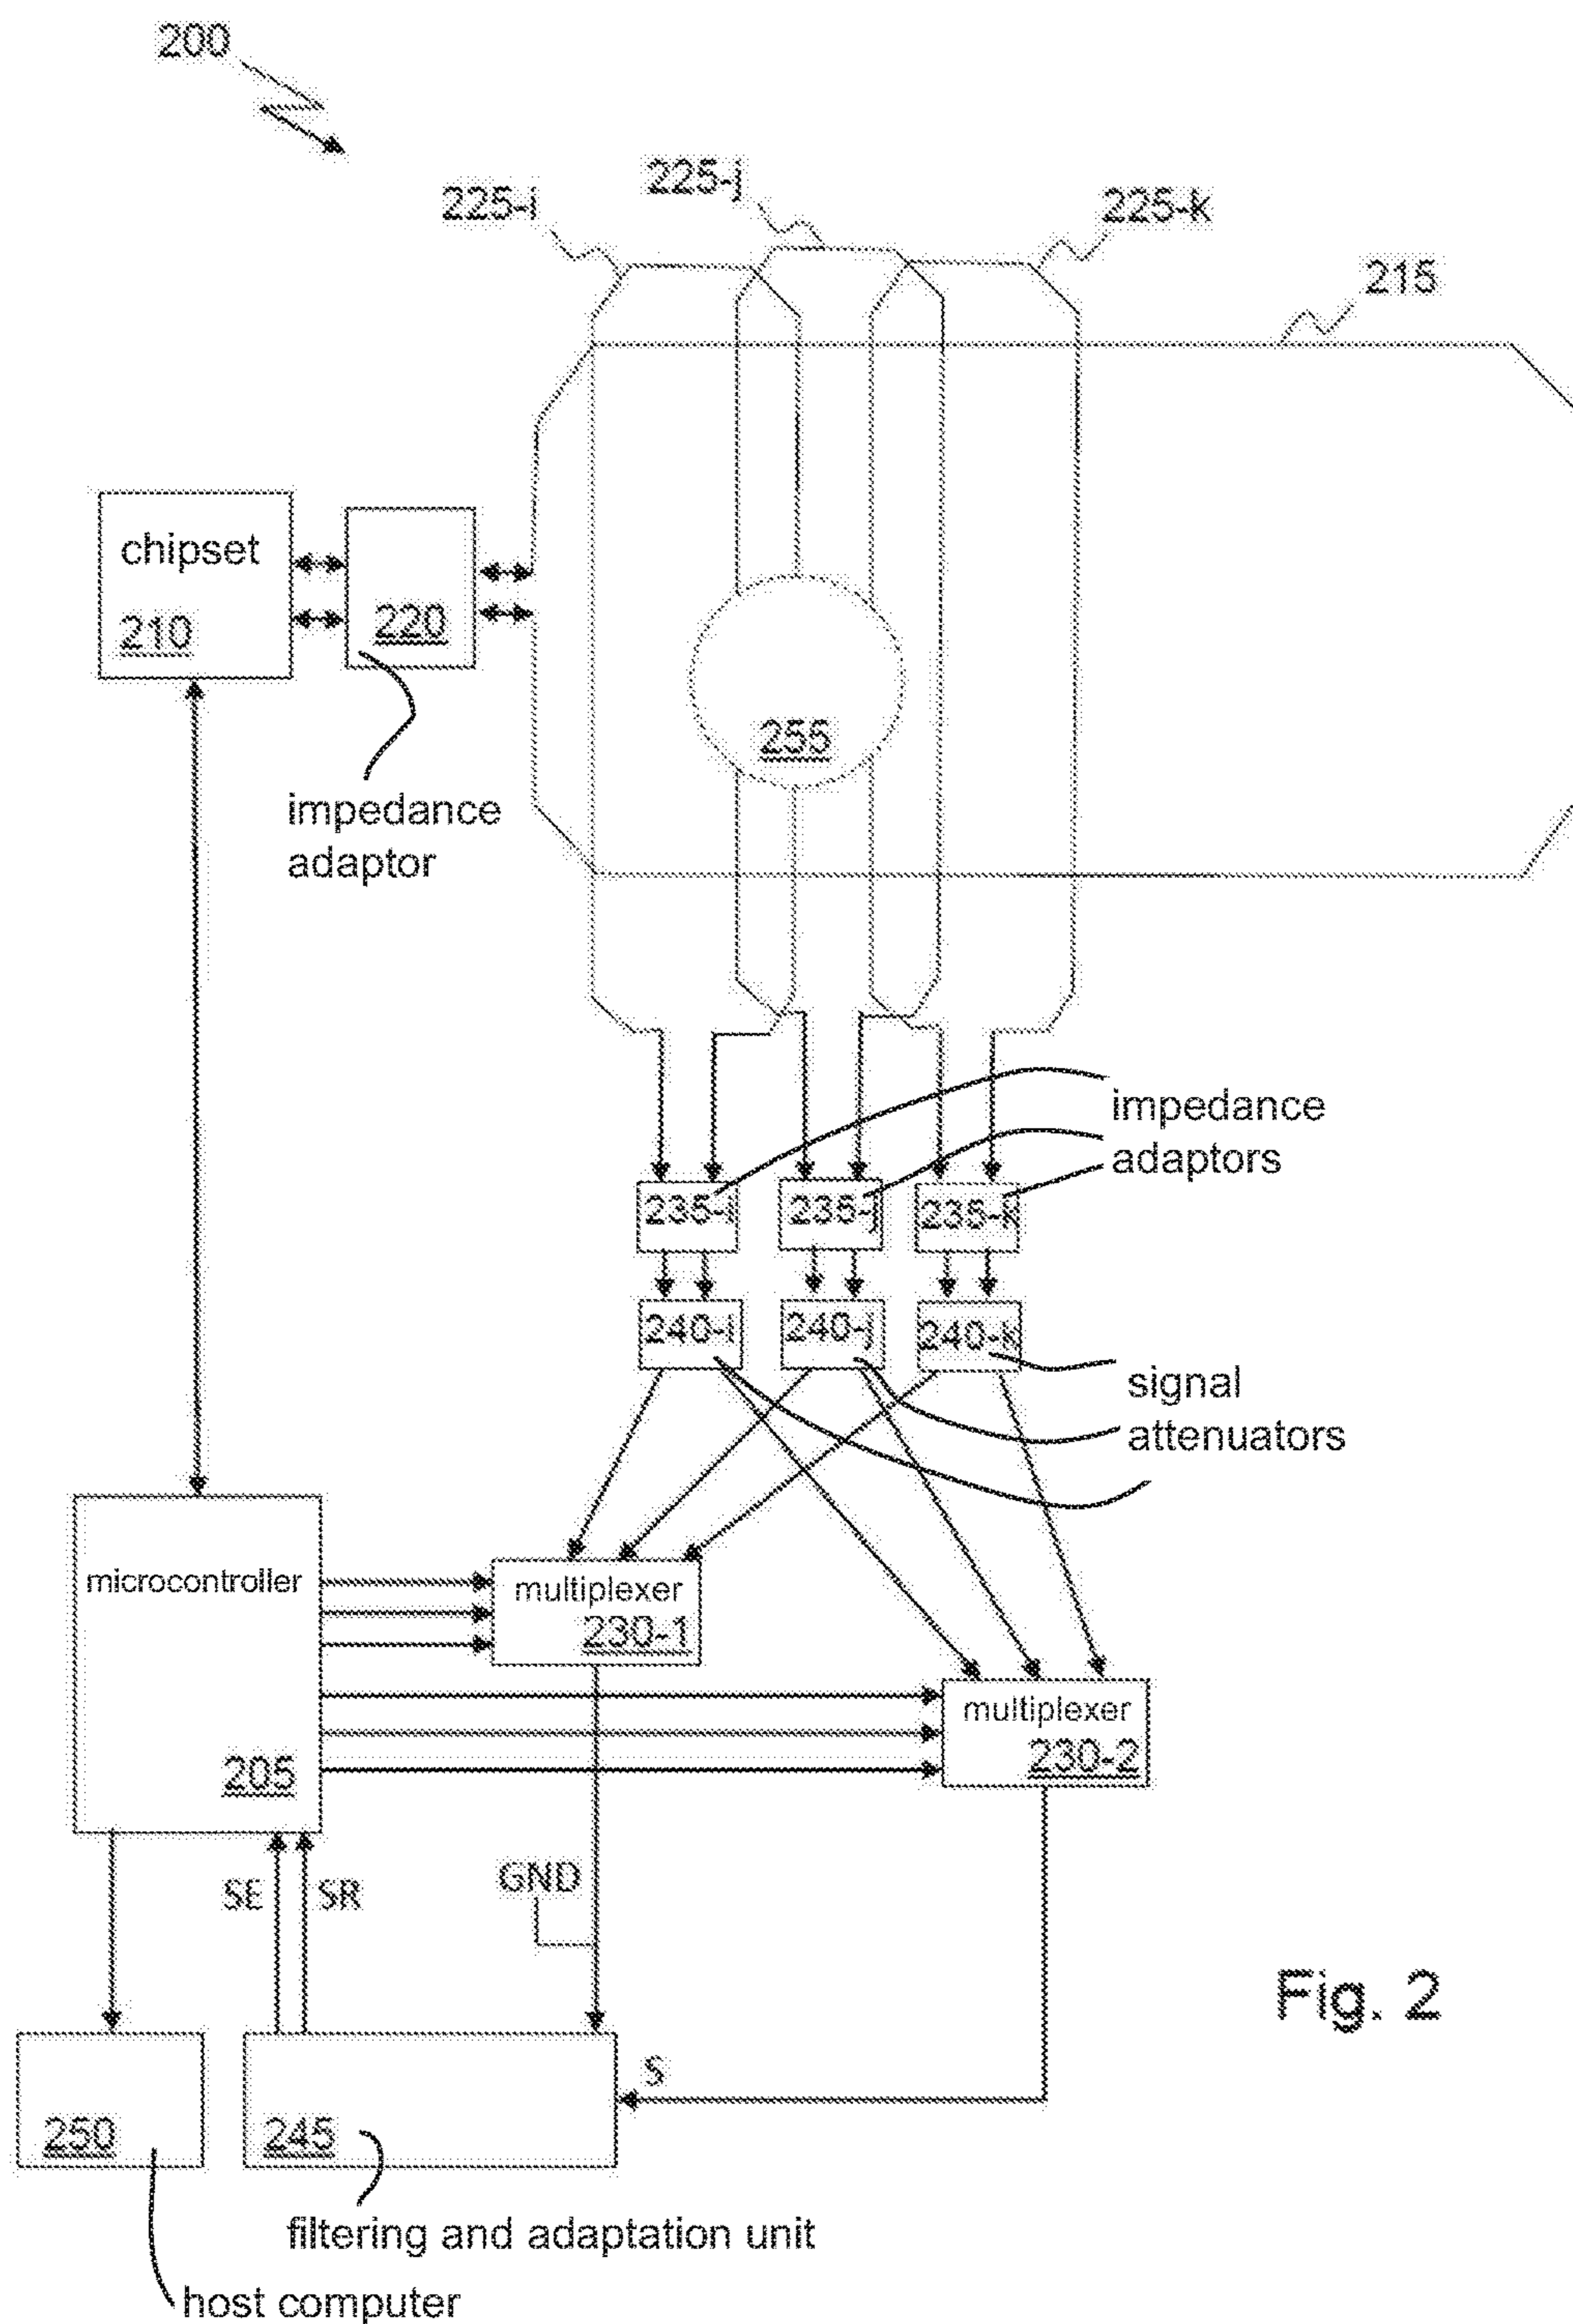 200
225-i
225-j
225-k
215
chipset
210
220
255
impedance
adaptor
impedance
adaptors
235-i
235-j
235-k
240-i
240-j
240-k
signal
attenuators
microcontroller
205
multiplexer
230-1
multiplexer
230-2
SE
SR
GND
S
250
245
filtering and adaptation unit
host computer
Fig. 2